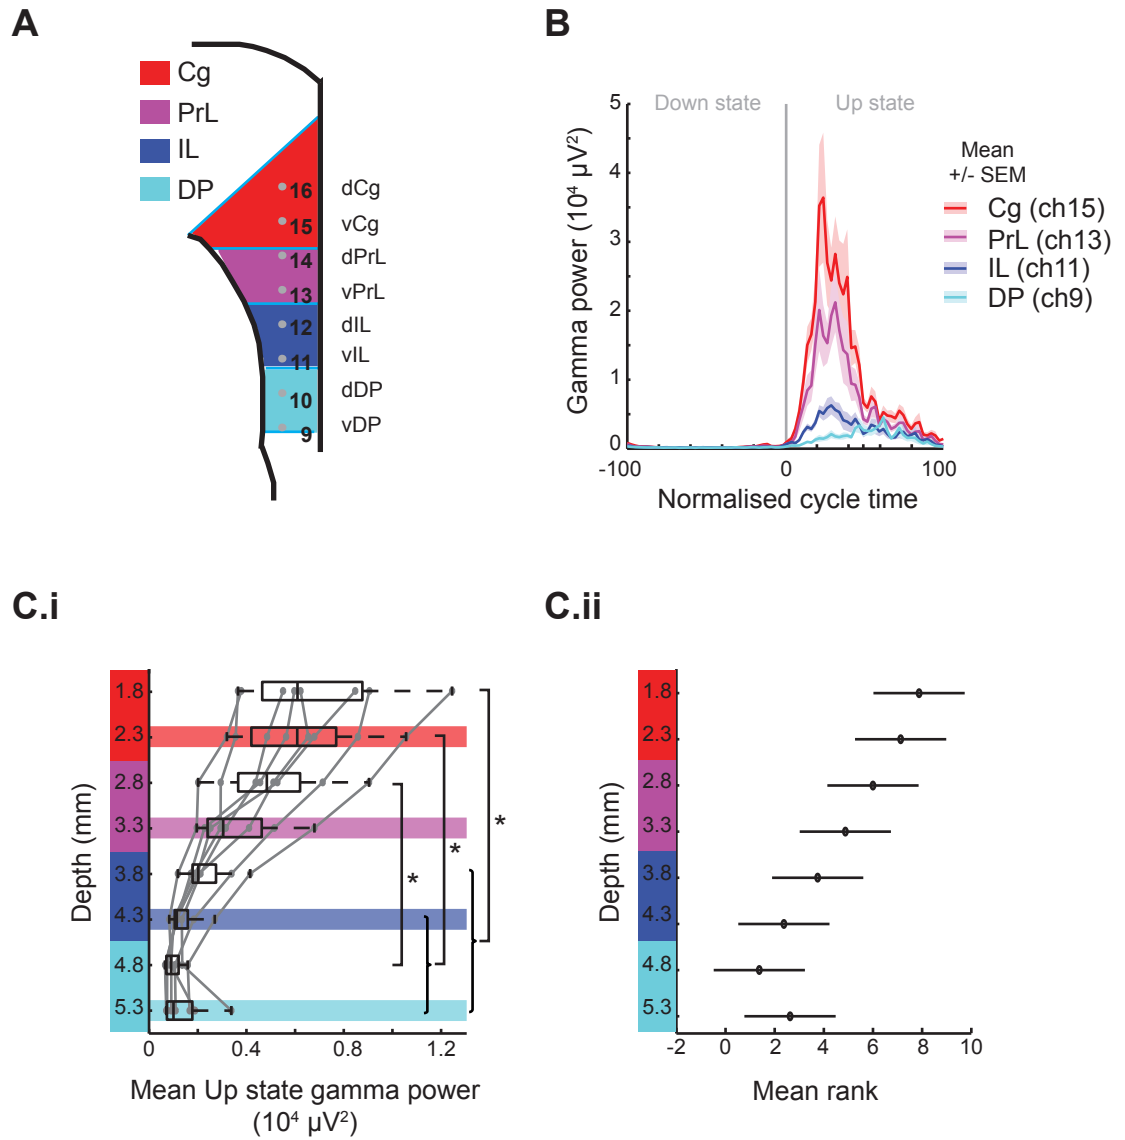 A
Cg
PrL
IL
DP
16
15
14
13
12
11
10
9
dCg
vCg
dPrL
vPrL
dIL
vIL
dDP
vDP
B
Down state
Up state
5
4
3
2
1
0
Gamma power (10⁴ µV²)
-100
0
100
Normalised cycle time
Mean
+/- SEM
Cg (ch15)
PrL (ch13)
IL (ch11)
DP (ch9)
C.i
1.8
2.3
2.8
3.3
3.8
4.3
4.8
5.3
Depth (mm)
*
*
*
0
0.4
0.8
1.2
Mean Up state gamma power
(10⁴ µV²)
C.ii
1.8
2.3
2.8
3.3
3.8
4.3
4.8
5.3
Depth (mm)
-2
0
2
4
6
8
10
Mean rank